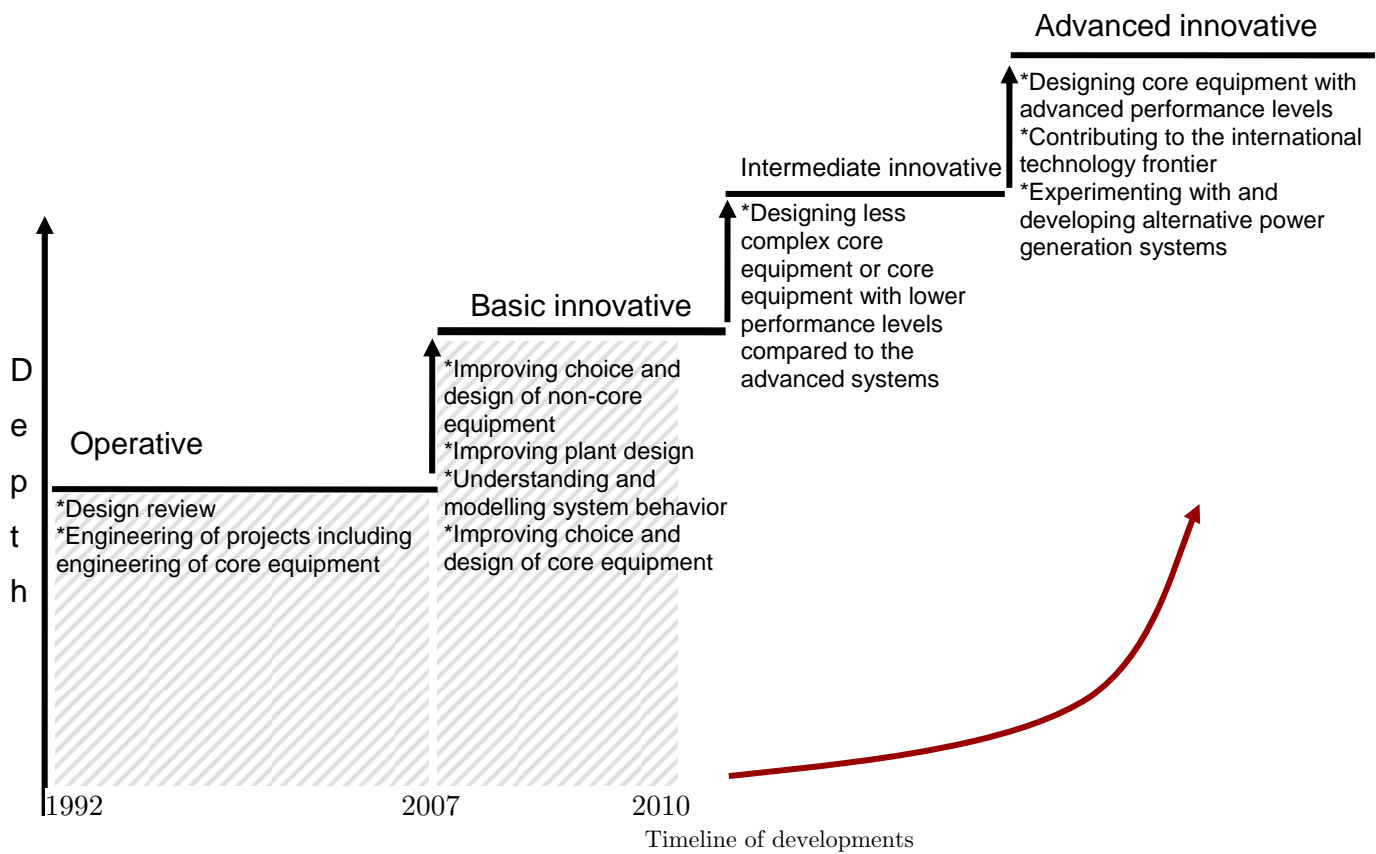 Advanced innovative
*Designing core equipment with
advanced performance levels
*Contributing to the international
technology frontier
*Experimenting with and
developing alternative power
generation systems
Intermediate innovative
*Designing less
complex core
equipment or core
equipment with lower
performance levels
compared to the
advanced systems
Basic innovative
*Improving choice and
design of non-core
equipment
*Improving plant design
*Understanding and
modelling system behavior
*Improving choice and
design of core equipment
Operative
*Design review
*Engineering of projects including
engineering of core equipment
D
e
p
t
h
1992 2007 2010
Timeline of developments